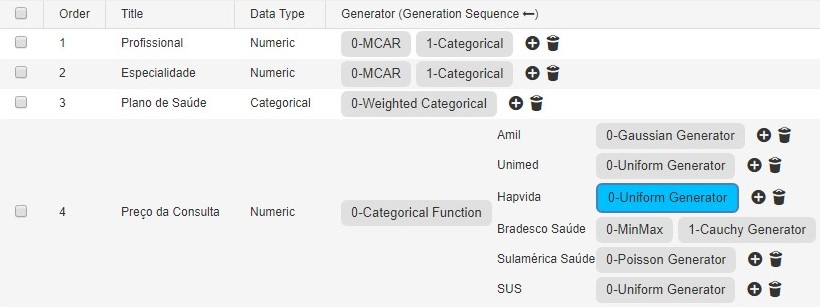 Order Title Data Type Generator (Generation Sequence ←)
1 Profissional Numeric 0-MCAR 1-Categorical
2 Especialidade Numeric 0-MCAR 1-Categorical
3 Plano de Saúde Categorical 0-Weighted Categorical
4 Preço da Consulta Numeric 0-Categorical Function
Amil 0-Gaussian Generator
Unimed 0-Uniform Generator
Hapvida 0-Uniform Generator
Bradesco Saúde 0-MinMax 1-Cauchy Generator
Sulamérica Saúde 0-Poisson Generator
SUS 0-Uniform Generator